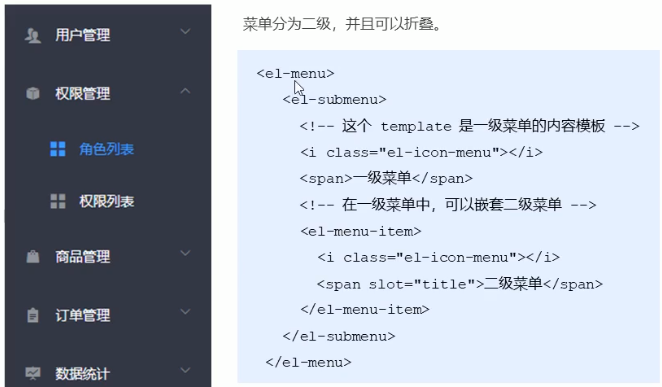 用户管理
权限管理
角色列表
权限列表
商品管理
订单管理
数据统计
菜单分为二级，并且可以折叠。
<el-menu>
<el-submenu>
<!-- 这个 template 是一级菜单的内容模板 -->
<i class="el-icon-menu"></i>
<span>一级菜单</span>
<!-- 在一级菜单中，可以嵌套二级菜单 -->
<el-menu-item>
<i class="el-icon-menu"></i>
<span slot="title">二级菜单</span>
</el-menu-item>
</el-submenu>
</el-menu>